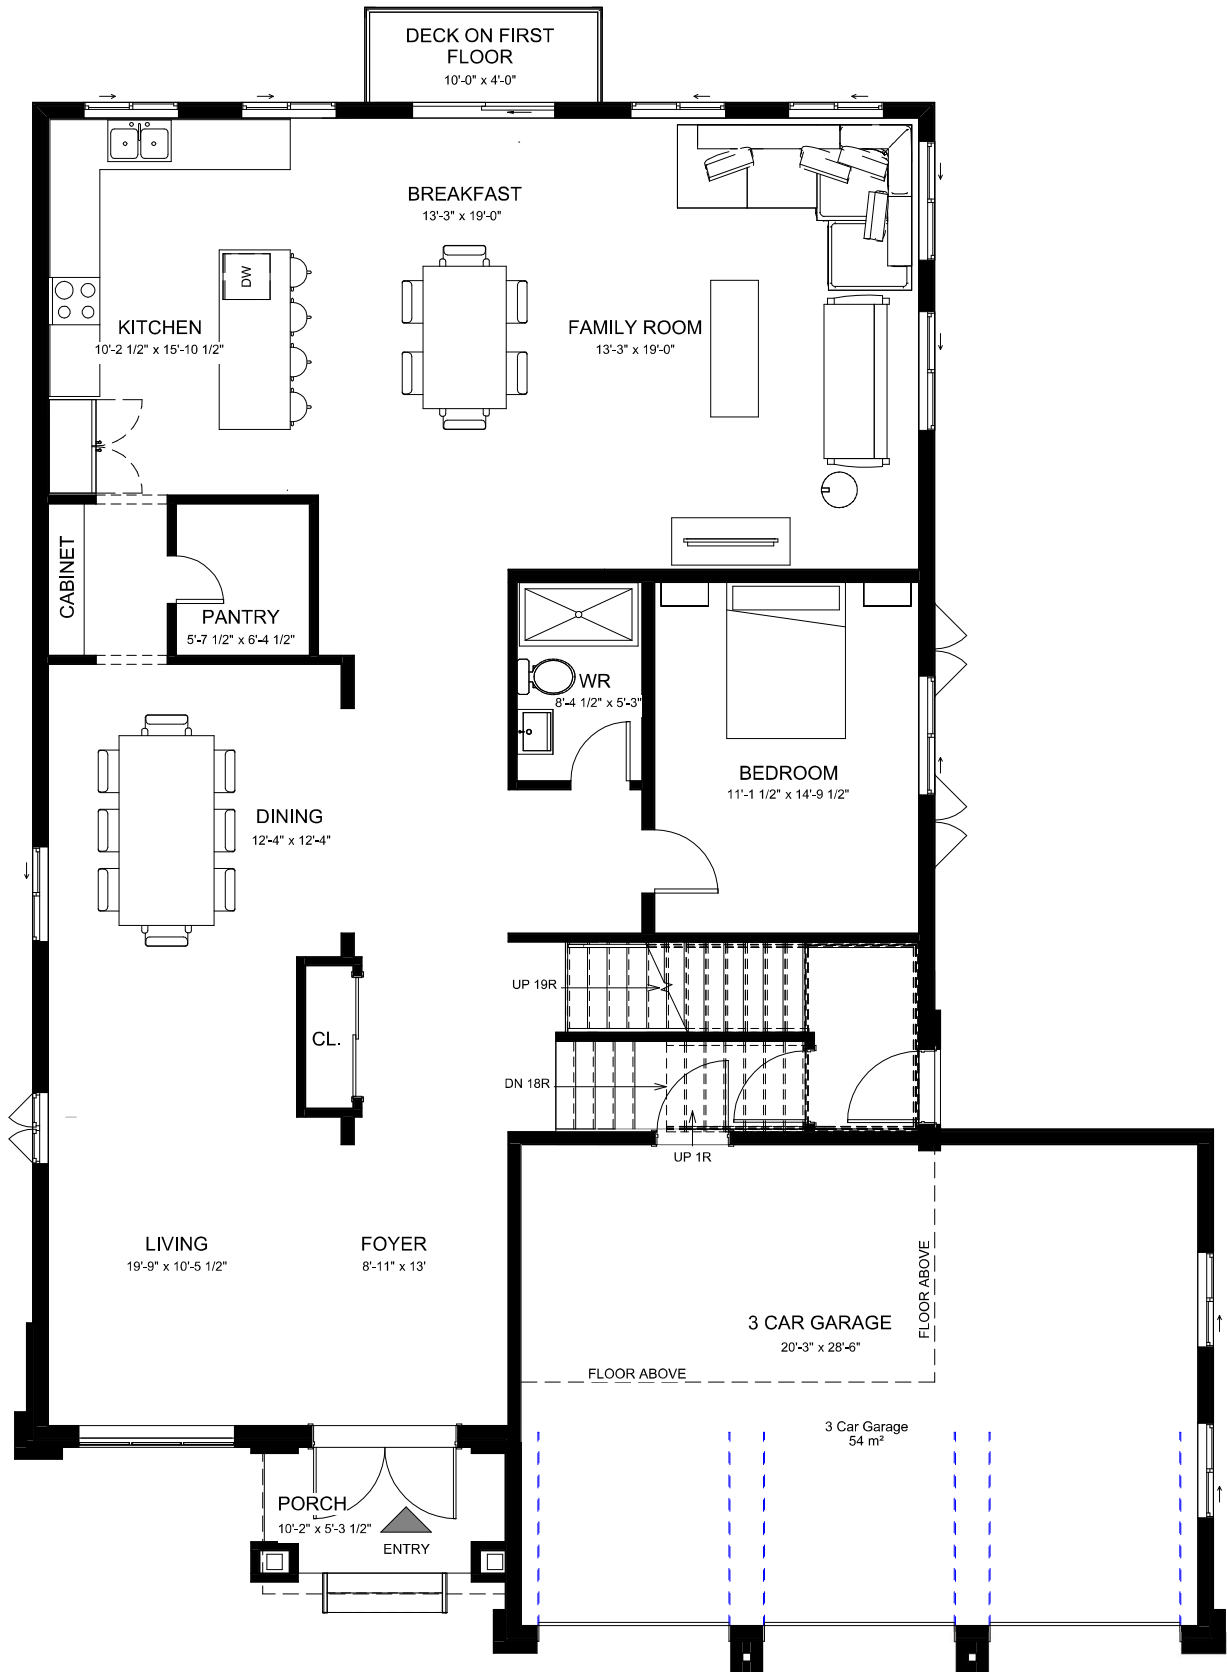 DECK ON FIRST
FLOOR
10'-0" x 4'-0"
BREAKFAST
13'-3" x 19'-0"
DW
KITCHEN
10'-2 1/2" x 15'-10 1/2"
FAMILY ROOM
13'-3" x 19'-0"
CABINET
PANTRY
5'-7 1/2" x 6'-4 1/2"
WR
8'-4 1/2" x 5'-3"
BEDROOM
11'-1 1/2" x 14'-9 1/2"
DINING
12'-4" x 12'-4"
UP 19R
CL.
DN 18R
UP 1R
LIVING
19'-9" x 10'-5 1/2"
FOYER
8'-11" x 13'
FLOOR ABOVE
3 CAR GARAGE
20'-3" x 28'-6"
FLOOR ABOVE
3 Car Garage
54 m²
PORCH
10'-2" x 5'-3 1/2"
ENTRY